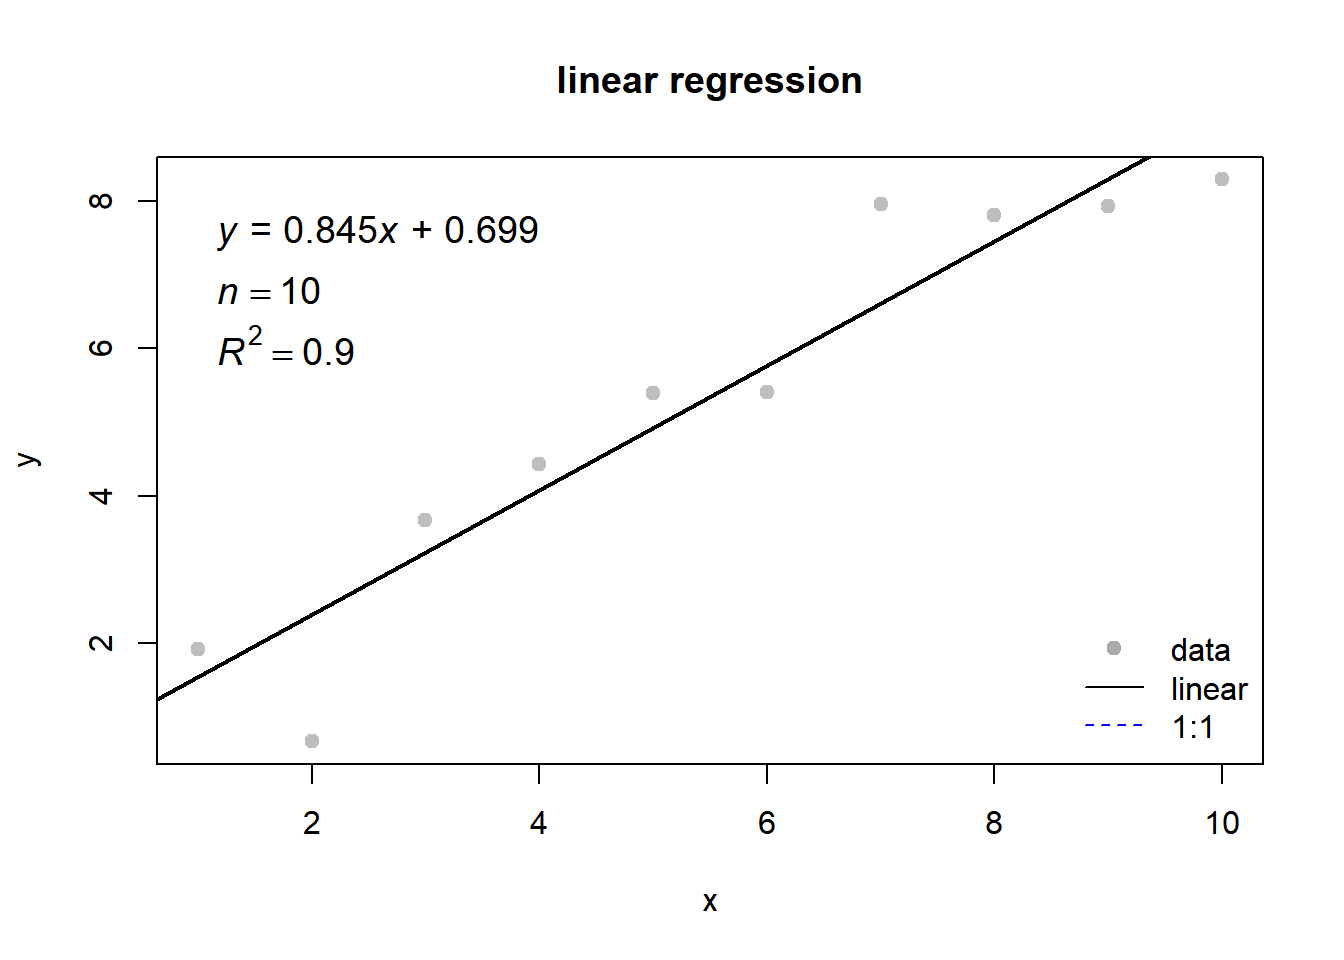 linear regression
y = 0.845x + 0.699
n = 10
R² = 0.9
8
6
4
2
y
data
linear
1:1
2 4 6 8 10
x